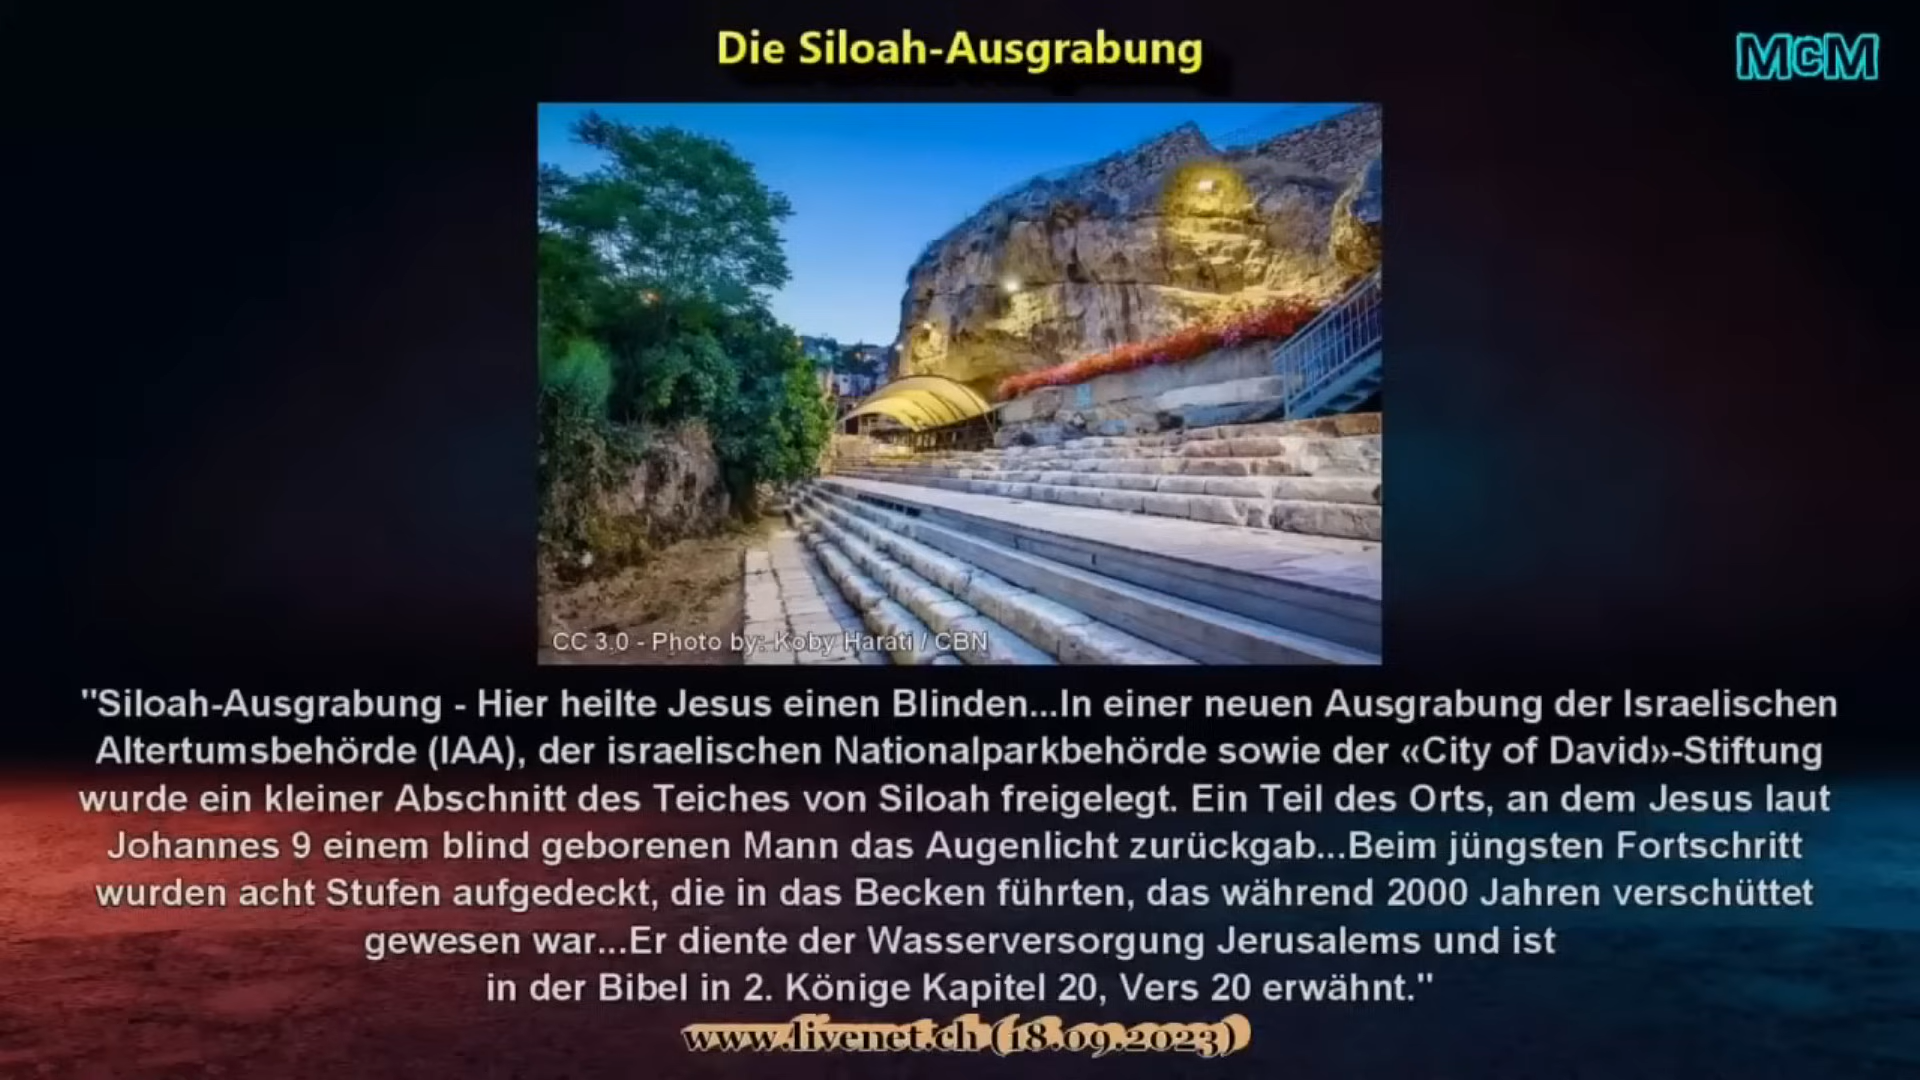 Die Siloah-Ausgrabung
McM
CC 3.0 - Photo by: Koby Harati / CBN
"Siloah-Ausgrabung - Hier heilte Jesus einen Blinden...In einer neuen Ausgrabung der Israelischen
Altertumsbehörde (IAA), der israelischen Nationalparkbehörde sowie der «City of David»-Stiftung
wurde ein kleiner Abschnitt des Teiches von Siloah freigelegt. Ein Teil des Orts, an dem Jesus laut
Johannes 9 einem blind geborenen Mann das Augenlicht zurückgab...Beim jüngsten Fortschritt
wurden acht Stufen aufgedeckt, die in das Becken führten, das während 2000 Jahren verschüttet
gewesen war...Er diente der Wasserversorgung Jerusalems und ist
in der Bibel in 2. Könige Kapitel 20, Vers 20 erwähnt."
www.livenet.ch (18.09.2023)